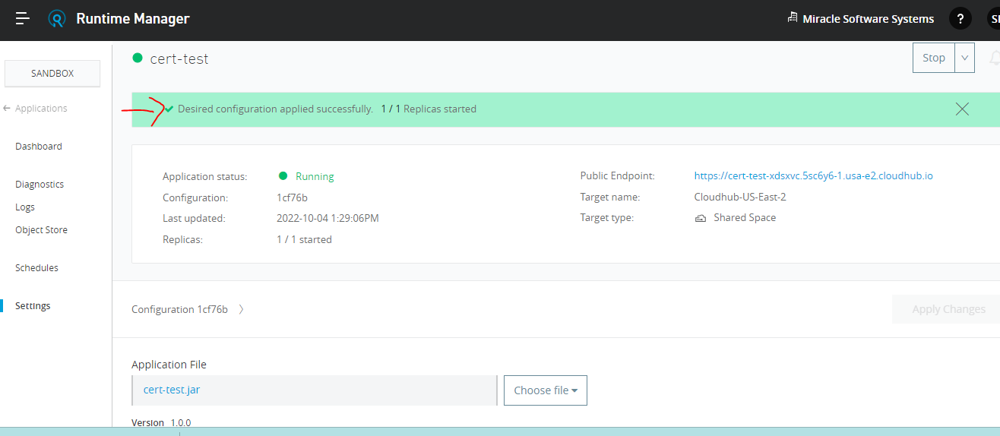 Runtime Manager
Miracle Software Systems
?
SANDBOX
Applications
Dashboard
Diagnostics
Logs
Object Store
Schedules
Settings
cert-test
Stop
Desired configuration applied successfully. 1 / 1 Replicas started
Application status: Running
Configuration: 1cf76b
Last updated: 2022-10-04 1:29:06PM
Replicas: 1 / 1 started
Public Endpoint: https://cert-test-xdsxvc.5sc6y6-1.usa-e2.cloudhub.io
Target name: Cloudhub-US-East-2
Target type: Shared Space
Configuration 1cf76b
Apply Changes
Application File
cert-test.jar
Choose file
Version 1.0.0